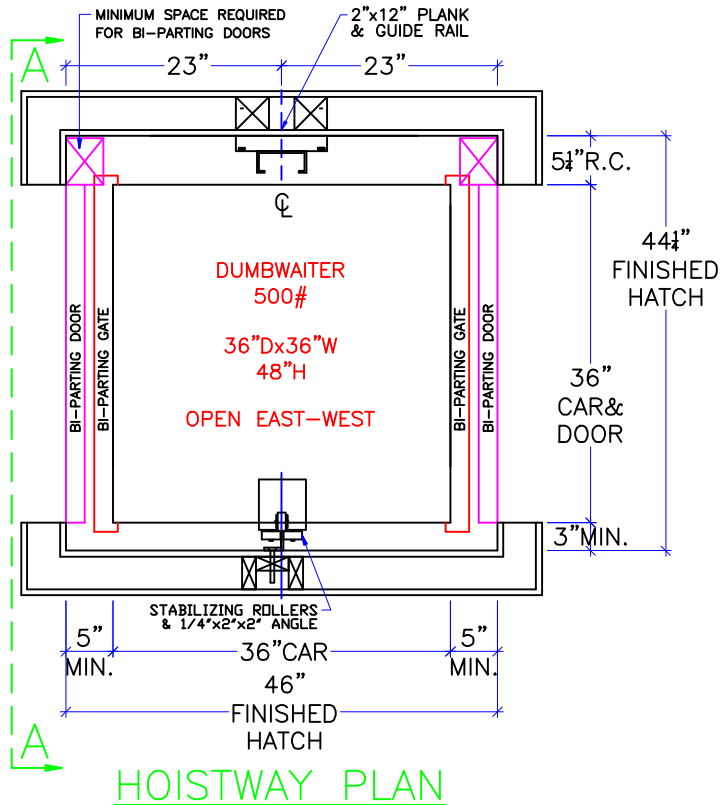 MINIMUM SPACE REQUIRED
FOR BI-PARTING DOORS
2"x12" PLANK
& GUIDE RAIL
A
23"
23"
5¼"R.C.
℄
44¼"
FINISHED
HATCH
DUMBWAITER
500#
36"Dx36"W
48"H
OPEN EAST-WEST
BI-PARTING DOOR
BI-PARTING GATE
BI-PARTING GATE
BI-PARTING DOOR
36"
CAR&
DOOR
3"MIN.
STABILIZING ROLLERS
& 1/4"x2"x2" ANGLE
5"
MIN.
36"CAR
5"
MIN.
46"
FINISHED
HATCH
A
HOISTWAY PLAN